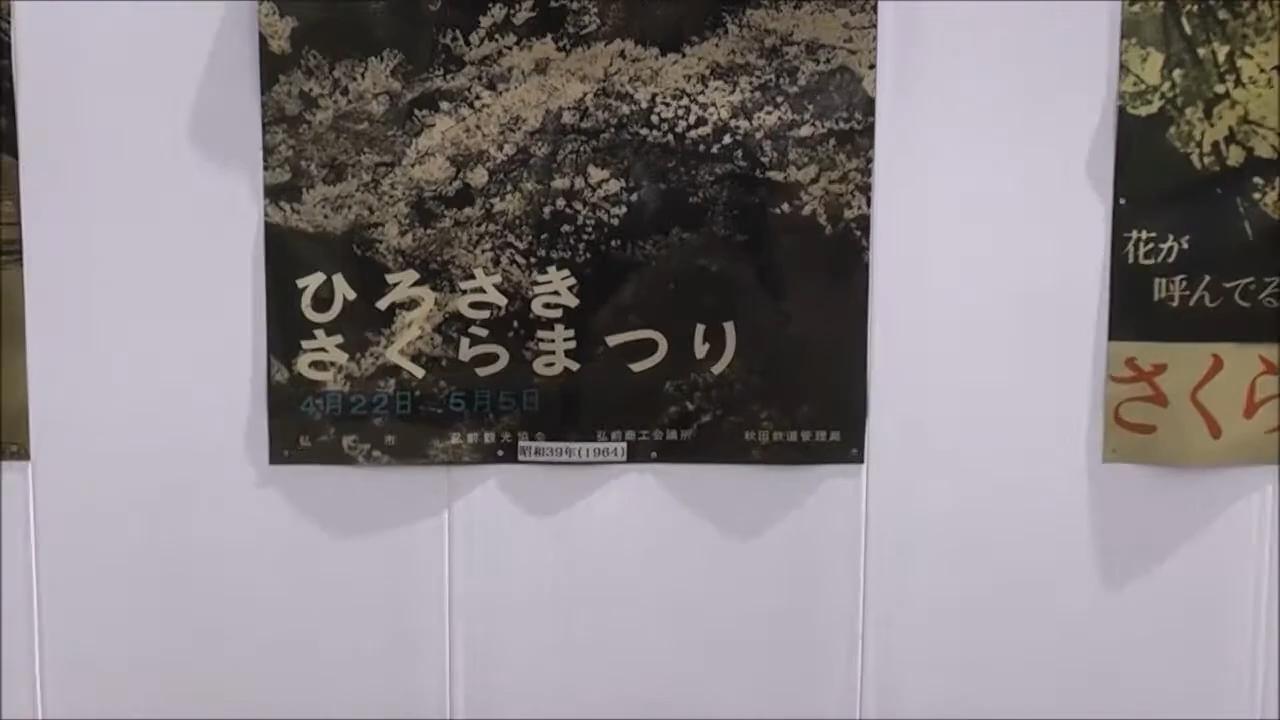 ひろさき
さくらまつり
4月22日 5月5日
弘前市 弘前観光協会 弘前商工会議所 秋田鉄道管理局
昭和39年(1964)
花が
呼んでる
さくら